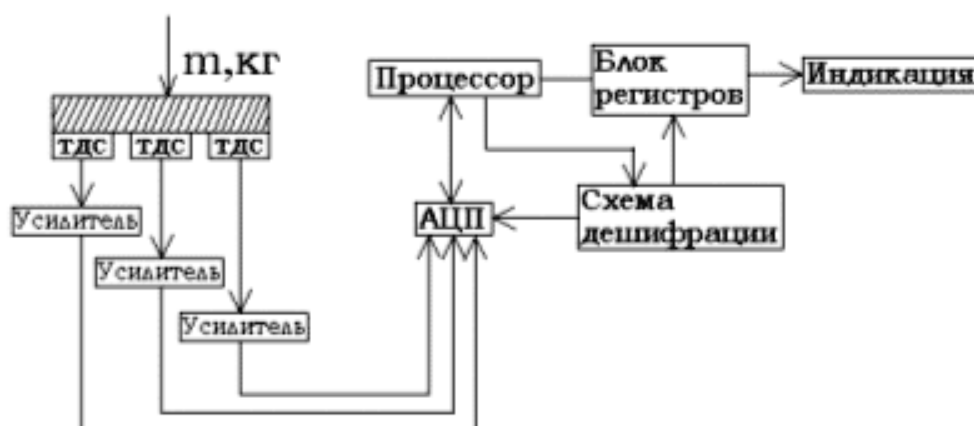 m,кг
тдс тдс тдс
Усилитель
Усилитель
Усилитель
Процессор
Блок
регистров
Индикация
АЦП
Схема
дешифрации